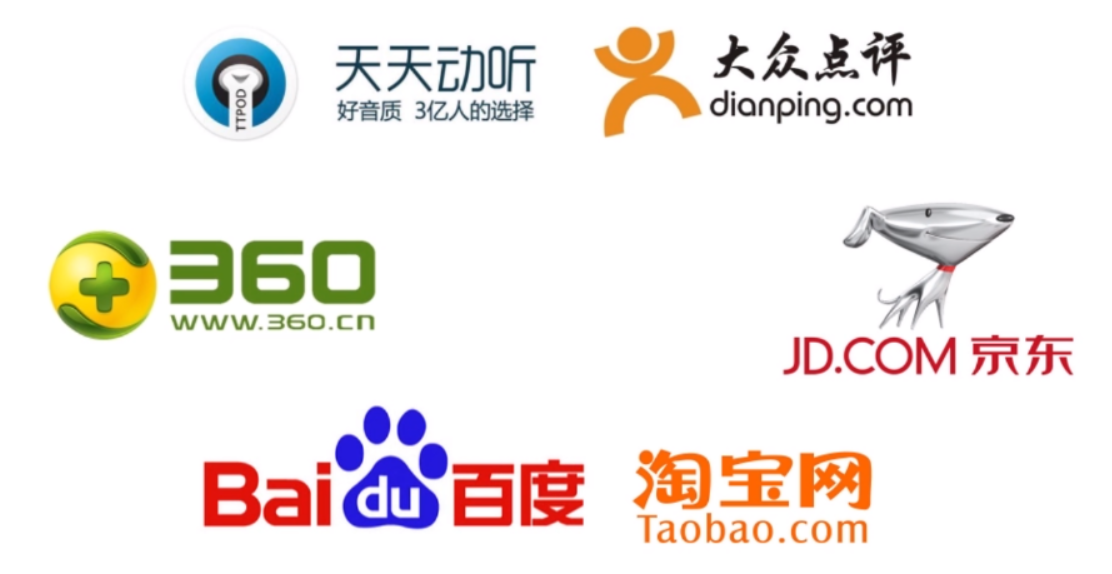 TTPOD
天天动听
好音质 3亿人的选择
大众点评
dianping.com
360
www.360.cn
JD.COM 京东
Baidu百度
淘宝网
Taobao.com